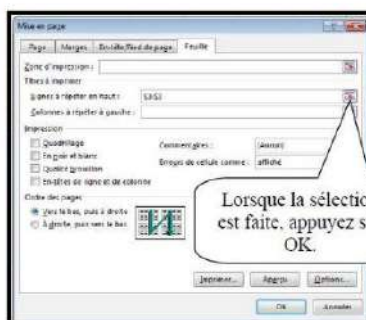 Mise en page
Page Marges En-tête/Pied de page Feuille
Zone d'impression :
Titres à imprimer
Lignes à répéter en haut : $3:$3
Colonnes à répéter à gauche :
Impression
Quadrillage
En noir et blanc
Qualité brouillon
En-têtes de ligne et de colonne
Commentaires : (Aucun)
Erreurs de cellule comme : affiché
Ordre des pages
Vers le bas, puis à droite
À droite, puis vers le bas
Lorsque la sélectio
est faite, appuyez s
OK.
Imprimer... Aperçu Options...
OK Annuler